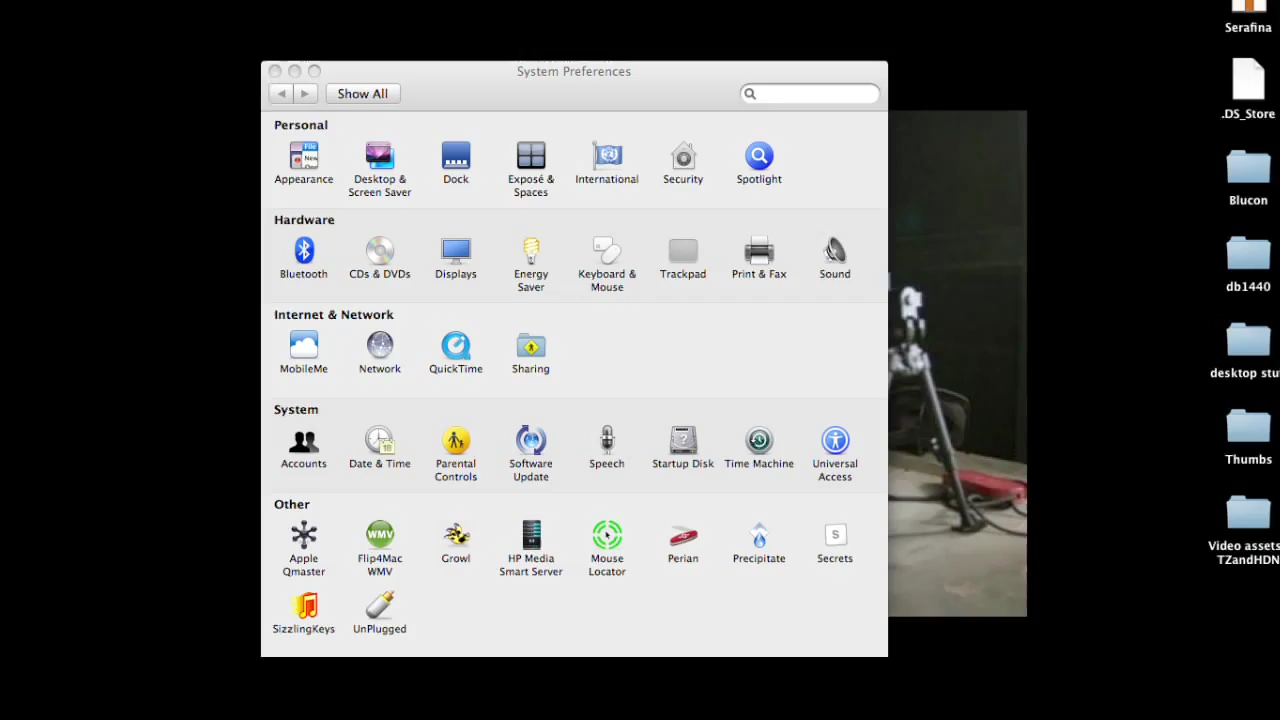 System Preferences
Show All
Personal
Appearance
Desktop &
Screen Saver
Dock
Exposé &
Spaces
International
Security
Spotlight
Hardware
Bluetooth
CDs & DVDs
Displays
Energy
Saver
Keyboard &
Mouse
Trackpad
Print & Fax
Sound
Internet & Network
MobileMe
Network
QuickTime
Sharing
System
Accounts
Date & Time
Parental
Controls
Software
Update
Speech
Startup Disk
Time Machine
Universal
Access
Other
Apple
Qmaster
WMV
Flip4Mac
WMV
Growl
HP Media
Smart Server
Mouse
Locator
Perian
Precipitate
S
Secrets
SizzlingKeys
UnPlugged
Serafina
.DS_Store
Blucon
db1440
desktop stu
Thumbs
Video assets
TZandHDN